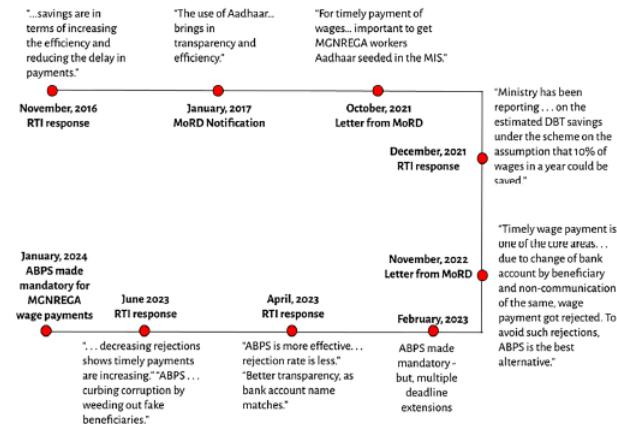 "...savings are in
terms of increasing
the efficiency and
reducing the delay in
payments."
November, 2016
RTI response
"The use of Aadhaar...
brings in
transparency and
efficiency."
January, 2017
MoRD Notification
"For timely payment of
wages... important to get
MGNREGA workers
Aadhaar seeded in the MIS."
October, 2021
Letter from MoRD
"Ministry has been
reporting . . . on the
estimated DBT savings
under the scheme on the
assumption that 10% of
wages in a year could be
saved."
December, 2021
RTI response
"Timely wage payment is
one of the core areas. . .
due to change of bank
account by beneficiary
and non-communication
of the same, wage
payment got rejected. To
avoid such rejections,
ABPS is the best
alternative."
November, 2022
Letter from MoRD
February, 2023
ABPS made
mandatory -
but, multiple
deadline
extensions
April, 2023
RTI response
"ABPS is more effective. . .
rejection rate is less."
"Better transparency, as
bank account name
matches."
June 2023
RTI response
". . . decreasing rejections
shows timely payments
are increasing." "ABPS . . .
curbing corruption by
weeding out fake
beneficiaries."
January, 2024
ABPS made
mandatory for
MGNREGA
wage payments